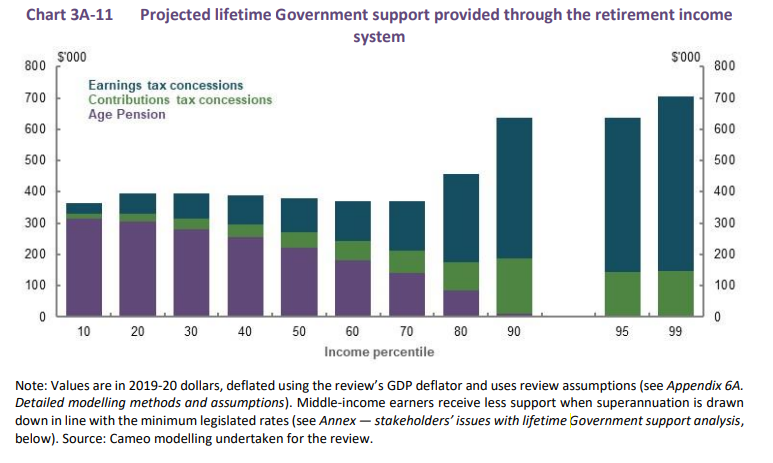 Chart 3A-11 Projected lifetime Government support provided through the retirement income
system
$'000 $'000
800 800
Earnings tax concessions
700 700
Contributions tax concessions
Age Pension
600 600
500 500
400 400
300 300
200 200
100 100
0 0
10 20 30 40 50 60 70 80 90 95 99
Income percentile
Note: Values are in 2019-20 dollars, deflated using the review's GDP deflator and uses review assumptions (see Appendix 6A.
Detailed modelling methods and assumptions). Middle-income earners receive less support when superannuation is drawn
down in line with the minimum legislated rates (see Annex — stakeholders' issues with lifetime Government support analysis,
below). Source: Cameo modelling undertaken for the review.